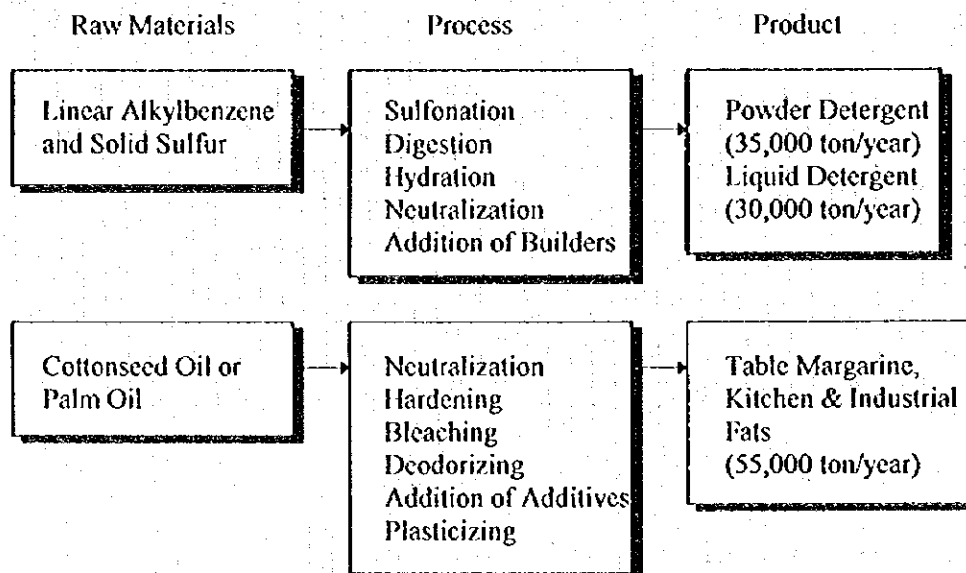 Raw Materials
Process
Product
Linear Alkylbenzene
and Solid Sulfur
Sulfonation
Digestion
Hydration
Neutralization
Addition of Builders
Powder Detergent
(35,000 ton/year)
Liquid Detergent
(30,000 ton/year)
Cottonseed Oil or
Palm Oil
Neutralization
Hardening
Bleaching
Deodorizing
Addition of Additives
Plasticizing
Table Margarine,
Kitchen & Industrial
Fats
(55,000 ton/year)